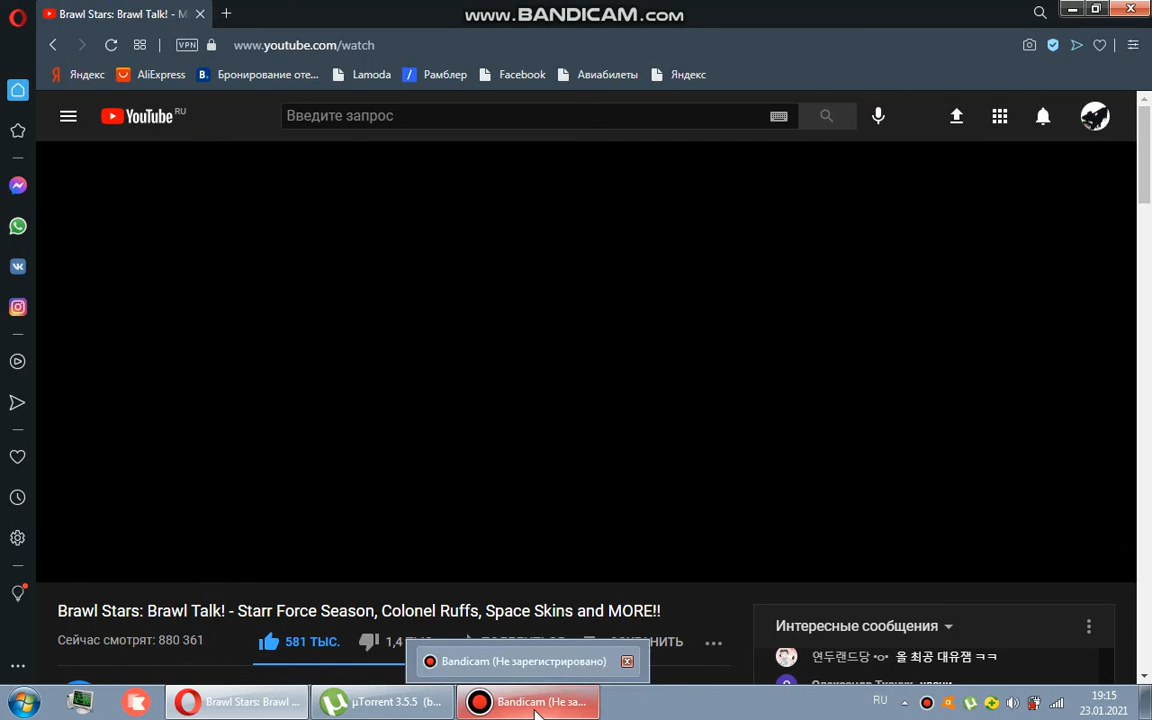 Brawl Stars: Brawl Talk! - M
www.BANDICAM.com
VPN
www.youtube.com/watch
Яндекс
AliExpress
B.
Бронирование оте...
Lamoda
Рамблер
Facebook
Авиабилеты
Яндекс
YouTube RU
Введите запрос
Brawl Stars: Brawl Talk! - Starr Force Season, Colonel Ruffs, Space Skins and MORE!!
Сейчас смотрят: 880 361
581 ТЫС.
Интересные сообщения
연두랜드당 •o• 올 최공 대유잼 ㅋㅋ
Bandicam (Не зарегистрировано)
Brawl Stars: Brawl ...
µTorrent 3.5.5 (b...
Bandicam (Не за...
RU
19:15
23.01.2021